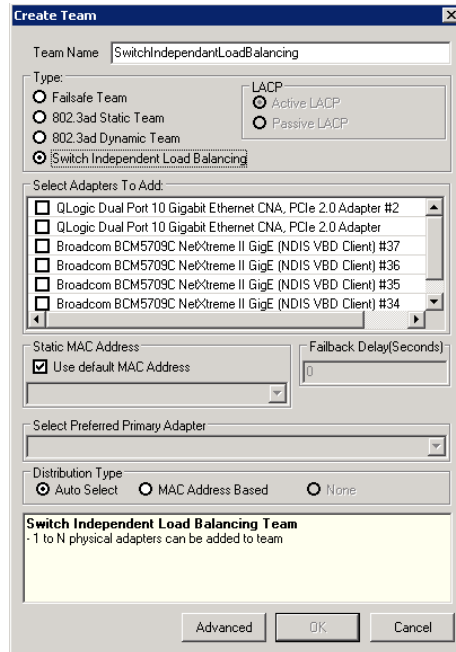 Create Team
Team Name SwitchIndependantLoadBalancing
Type:
Failsafe Team
802.3ad Static Team
802.3ad Dynamic Team
Switch Independent Load Balancing
LACP
Active LACP
Passive LACP
Select Adapters To Add:
QLogic Dual Port 10 Gigabit Ethernet CNA, PCIe 2.0 Adapter #2
QLogic Dual Port 10 Gigabit Ethernet CNA, PCIe 2.0 Adapter
Broadcom BCM5709C NetXtreme II GigE (NDIS VBD Client) #37
Broadcom BCM5709C NetXtreme II GigE (NDIS VBD Client) #36
Broadcom BCM5709C NetXtreme II GigE (NDIS VBD Client) #35
Broadcom BCM5709C NetXtreme II GigE (NDIS VBD Client) #34
Static MAC Address
Use default MAC Address
Failback Delay(Seconds)
0
Select Preferred Primary Adapter
Distribution Type
Auto Select MAC Address Based None
Switch Independent Load Balancing Team
- 1 to N physical adapters can be added to team
Advanced OK Cancel